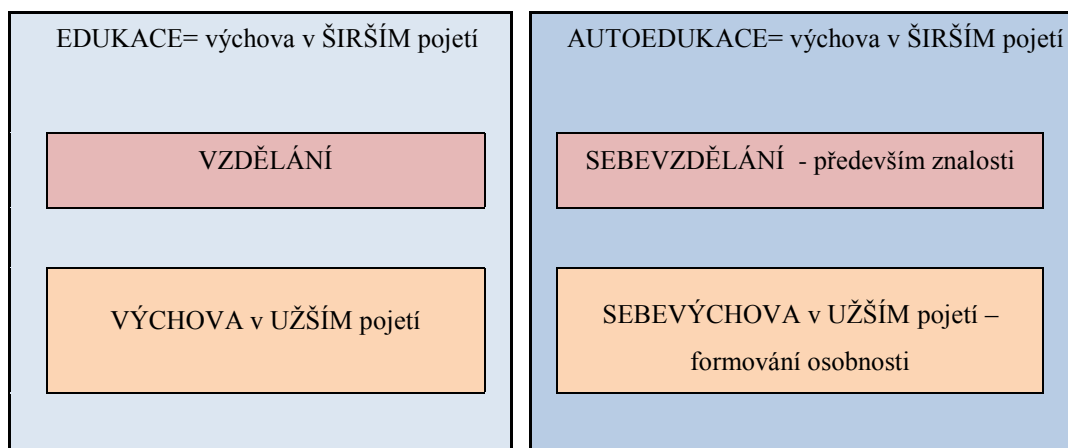 EDUKACE= výchova v ŠIRŠÍM pojetí
VZDĚLÁNÍ
VÝCHOVA v UŽŠÍM pojetí
AUTOEDUKACE= výchova v ŠIRŠÍM pojetí
SEBEVZDĚLÁNÍ - především znalosti
SEBEVÝCHOVA v UŽŠÍM pojetí –
formování osobnosti